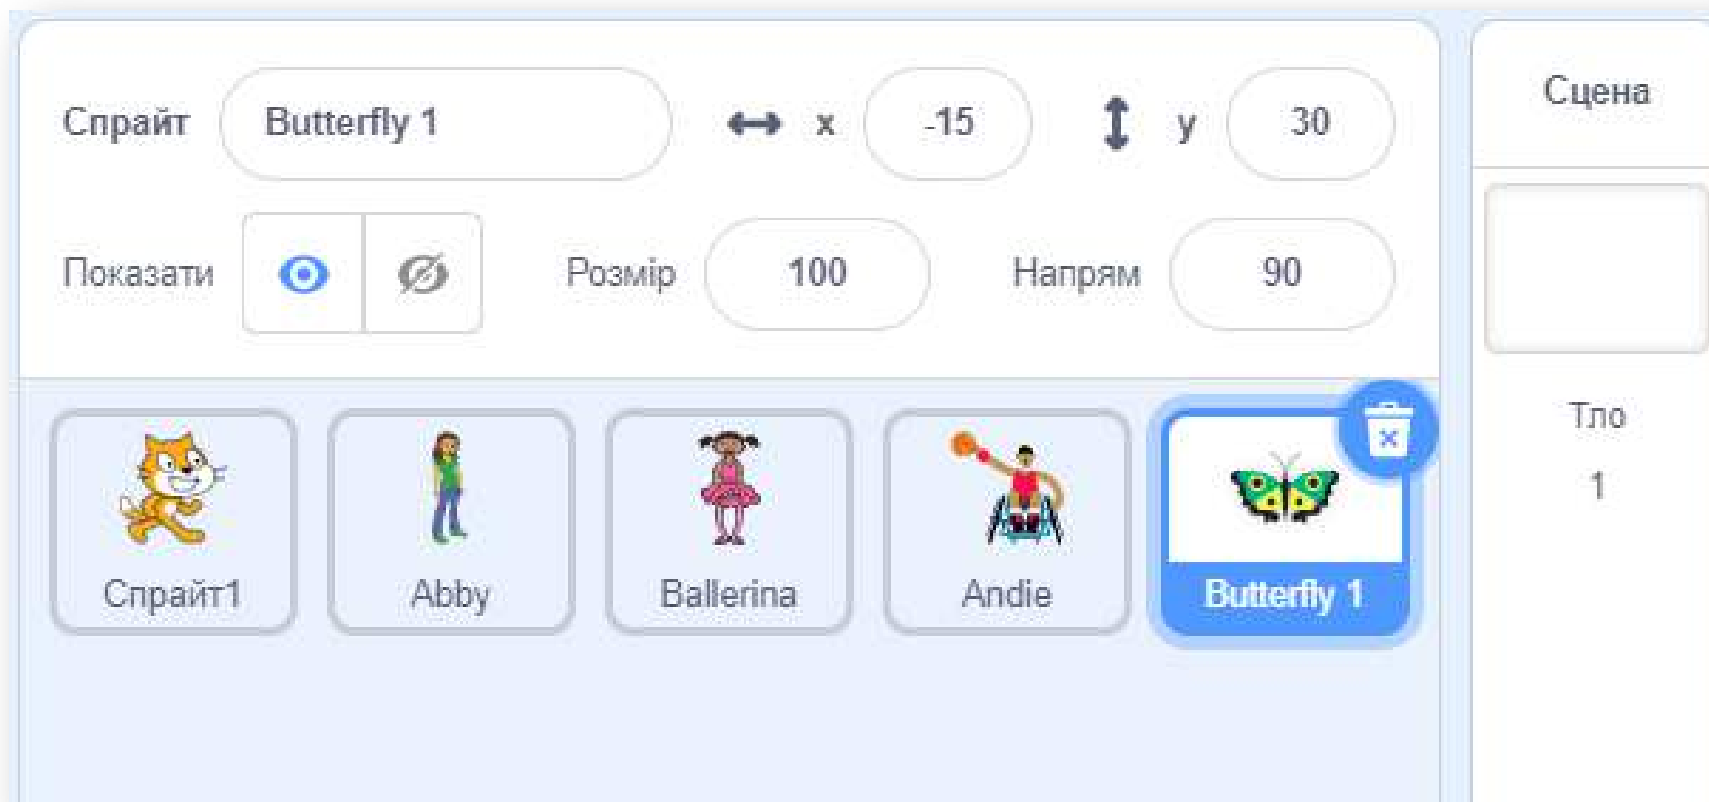 Спрайт Butterfly 1 x -15 y 30
Показати Розмір 100 Напрям 90
Спрайт1 Abby Ballerina Andie Butterfly 1
Сцена
Тло
1